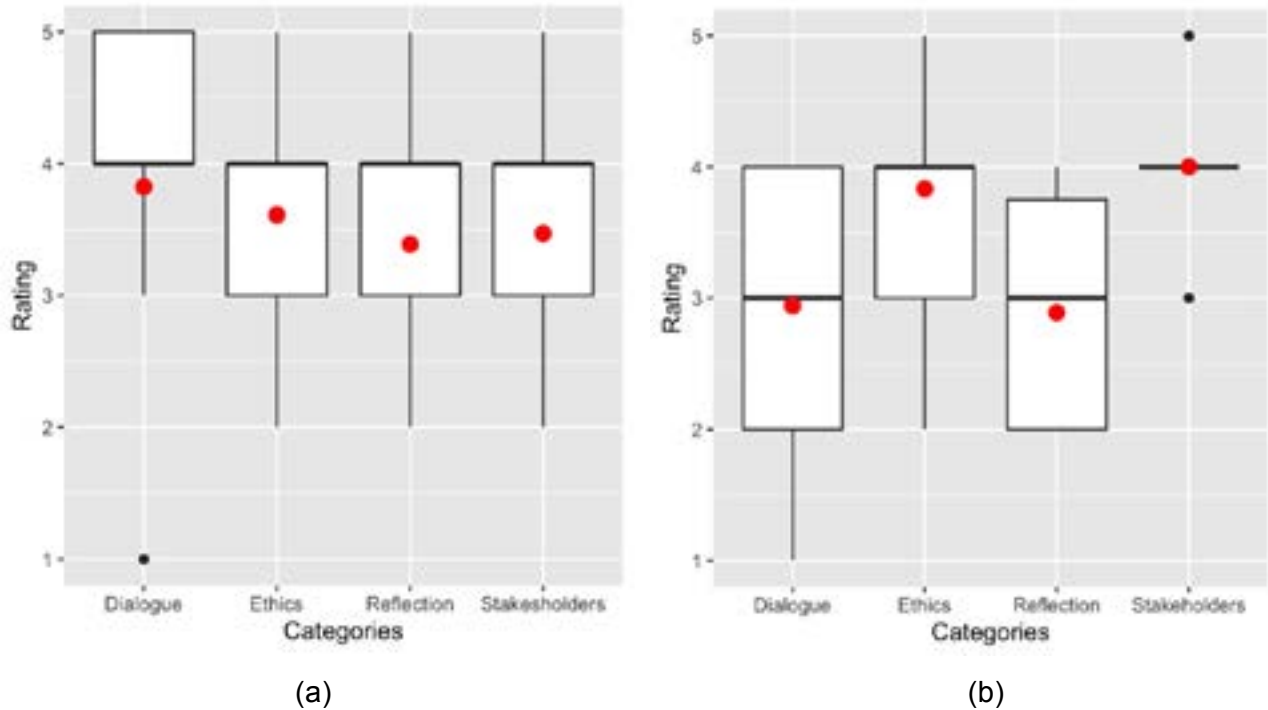 5
4
3
2
1
Rating
Dialogue Ethics Reflection Stakesholders
Categories
(a)
5
4
3
2
1
Rating
Dialogue Ethics Reflection Stakeholders
Categories
(b)